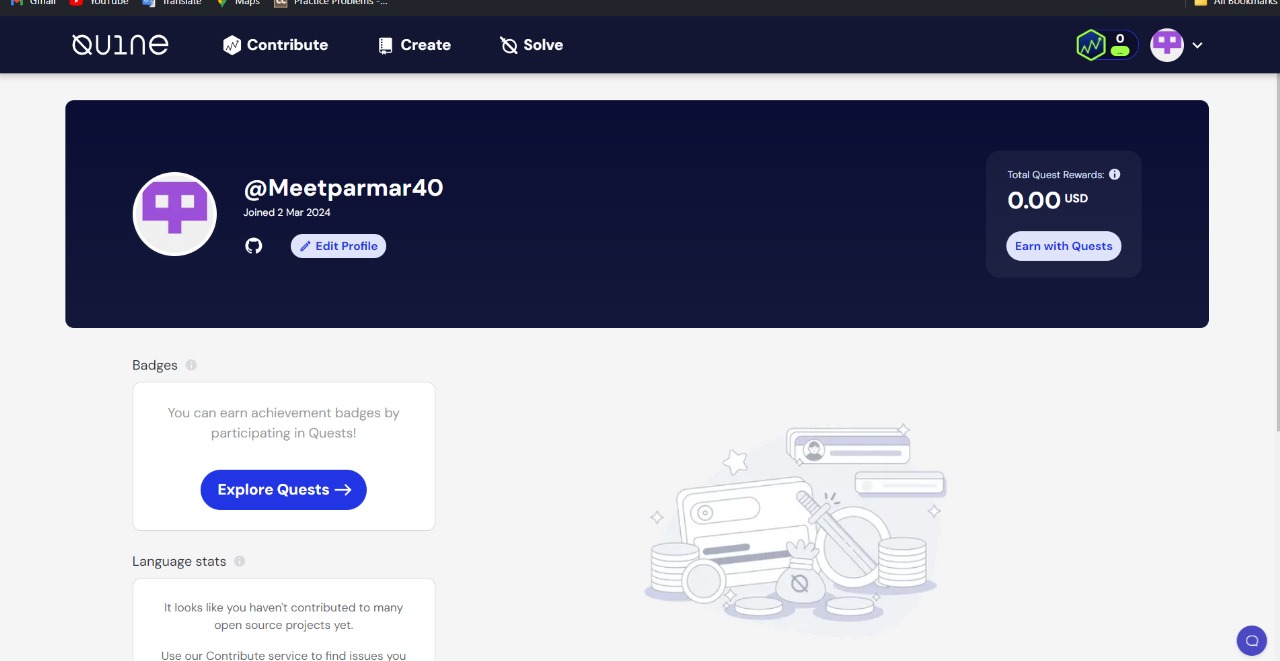 Gmail YouTube Translate Maps Practice Problems -... All Bookmarks
QUINE Contribute Create Solve 0
@Meetparmar40
Joined 2 Mar 2024
Edit Profile
Total Quest Rewards:
0.00 USD
Earn with Quests
Badges
You can earn achievement badges by
participating in Quests!
Explore Quests →
Language stats
It looks like you haven't contributed to many
open source projects yet.
Use our Contribute service to find issues you